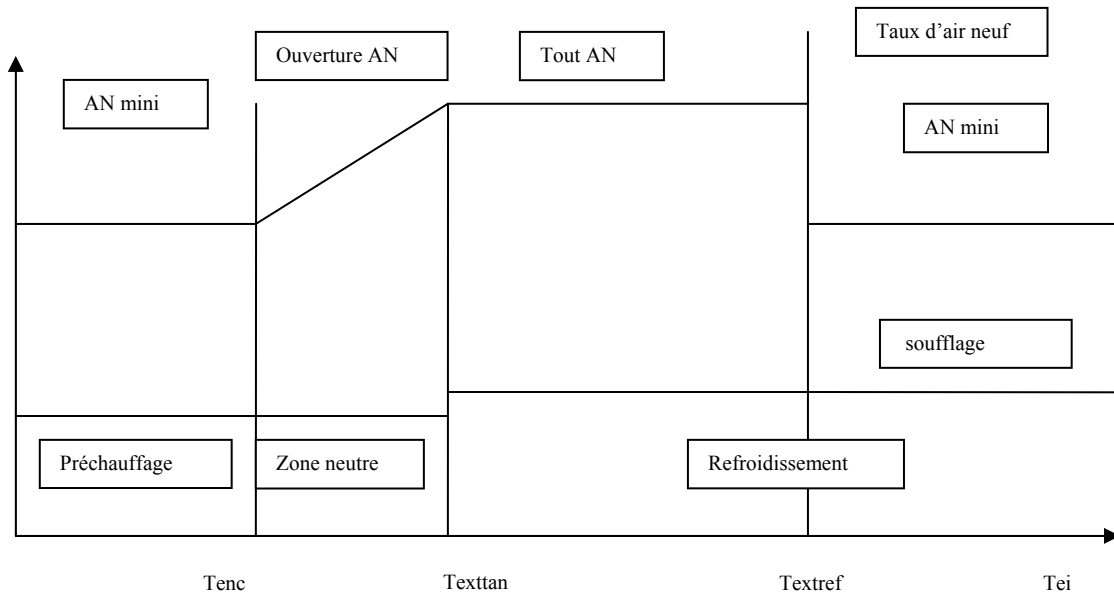 Taux d'air neuf
Ouverture AN
Tout AN
AN mini
AN mini
soufflage
Préchauffage
Zone neutre
Refroidissement
Tenc
Texttan
Textref
Tei